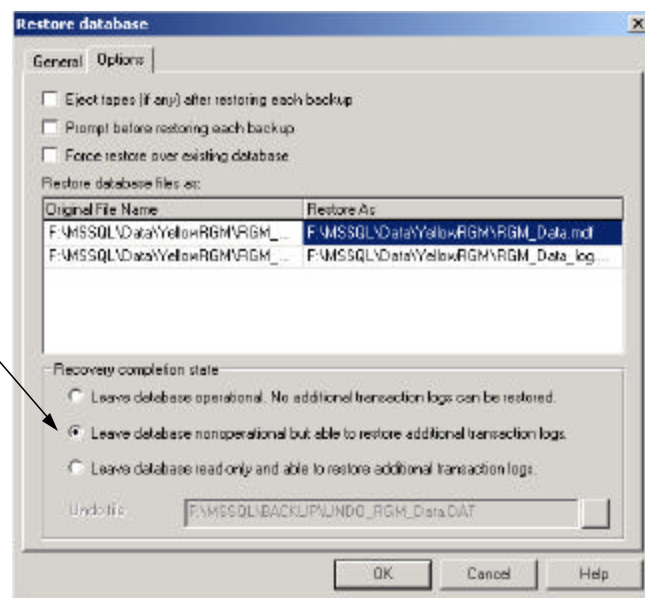 Restore database
General Options
Eject tapes (if any) after restoring each backup
Prompt before restoring each backup
Force restore over existing database
Restore database files as:
Original File Name Restore As
F:\MSSQL\Data\YellowRGM\RGM_... F:\MSSQL\Data\YellowRGM\RGM_Data.mdf
F:\MSSQL\Data\YellowRGM\RGM_... F:\MSSQL\Data\YellowRGM\RGM_Data_log....
Recovery completion state
Leave database operational. No additional transaction logs can be restored.
Leave database nonoperational but able to restore additional transaction logs.
Leave database read-only and able to restore additional transaction logs.
Undo file F:\MSSQL\BACKUP\UNDO_RGM_Data.DAT
OK Cancel Help